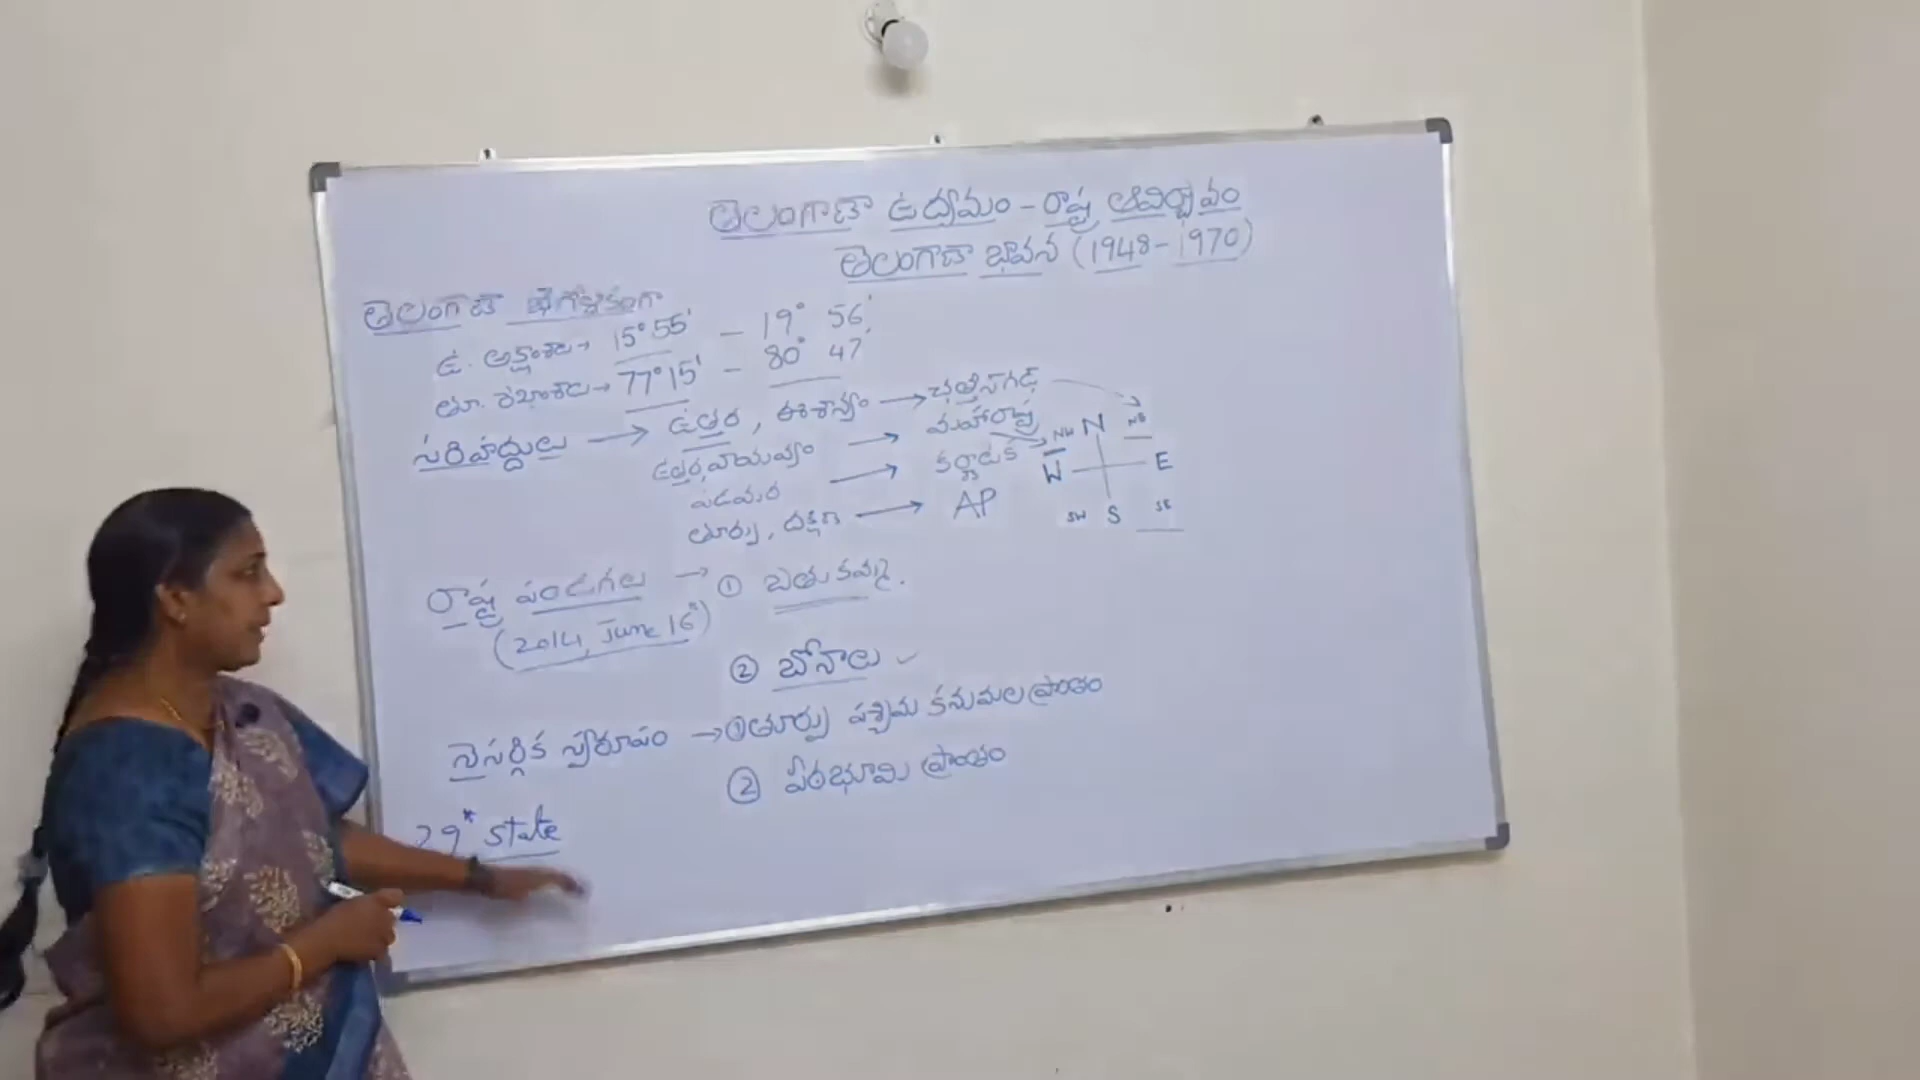 తెలంగాణా ఉద్యమం - రాష్ట్ర ఆవిర్భావం
తెలంగాణా భావన (1948-1970)
తెలంగాణా భౌగోళికంగా
ఉ. అక్షాంశాలు → 15°55' - 19° 56'
తూ. రేఖాంశాలు → 77°15' - 80° 47'
సరిహద్దులు → ఉత్తర, ఈశాన్యం → ఛత్తీస్‌గఢ్
ఉత్తర, వాయువ్యం → మహారాష్ట్ర
పడమర → కర్ణాటక
తూర్పు, దక్షిణ → AP
NW N NE
W E
SW S SE
రాష్ట్ర పండుగలు → ① బతుకమ్మ.
(2014, June 16)
② బోనాలు
నైసర్గిక స్వరూపం → ① తూర్పు పశ్చిమ కనుమల ప్రాంతం
② పీఠభూమి ప్రాంతం
29 state